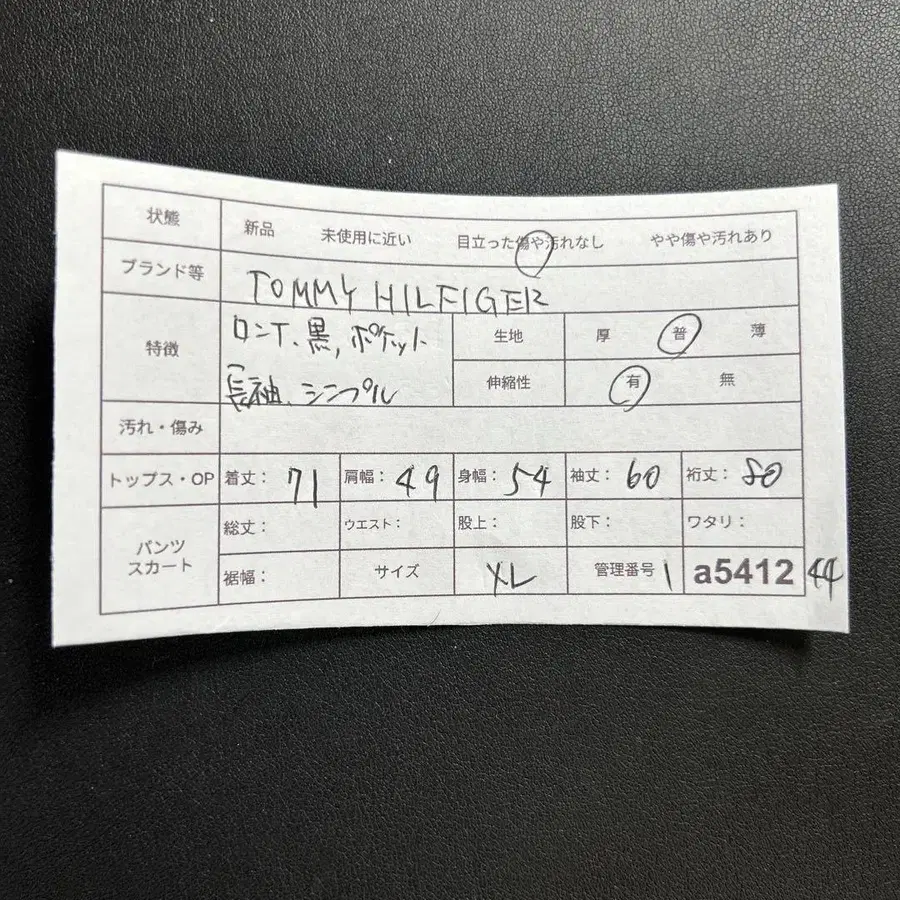 状態 新品 未使用に近い 目立った傷や汚れなし やや傷や汚れあり
ブランド等 TOMMY HILFIGER
特徴 ロンT、黒、ポケット 生地 厚 普 薄
長袖、シンプル 伸縮性 有 無
汚れ・傷み
トップス・OP 着丈: 71 肩幅: 49 身幅: 54 袖丈: 60 裄丈: 80
パンツ スカート 総丈: ウエスト: 股上: 股下: ワタリ:
裾幅: サイズ XL 管理番号 1 a5412 44